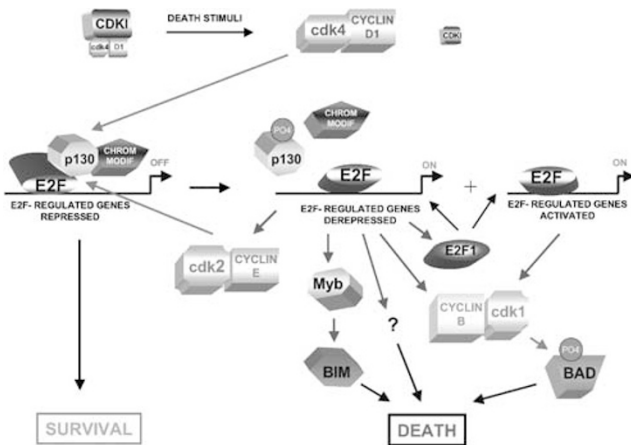 CDKI
cdk4 D1
DEATH STIMULI
cdk4
CYCLIN
D1
CDKI
p130
CHROM
MODIF
E2F
OFF
E2F- REGULATED GENES
REPRESSED
PO4
p130
CHROM
MODIF
E2F
ON
E2F- REGULATED GENES
DEREPRESSED
+
E2F
ON
E2F- REGULATED GENES
ACTIVATED
E2F1
cdk2
CYCLIN
E
Myb
?
CYCLIN
B
cdk1
BIM
PO4
BAD
SURVIVAL
DEATH